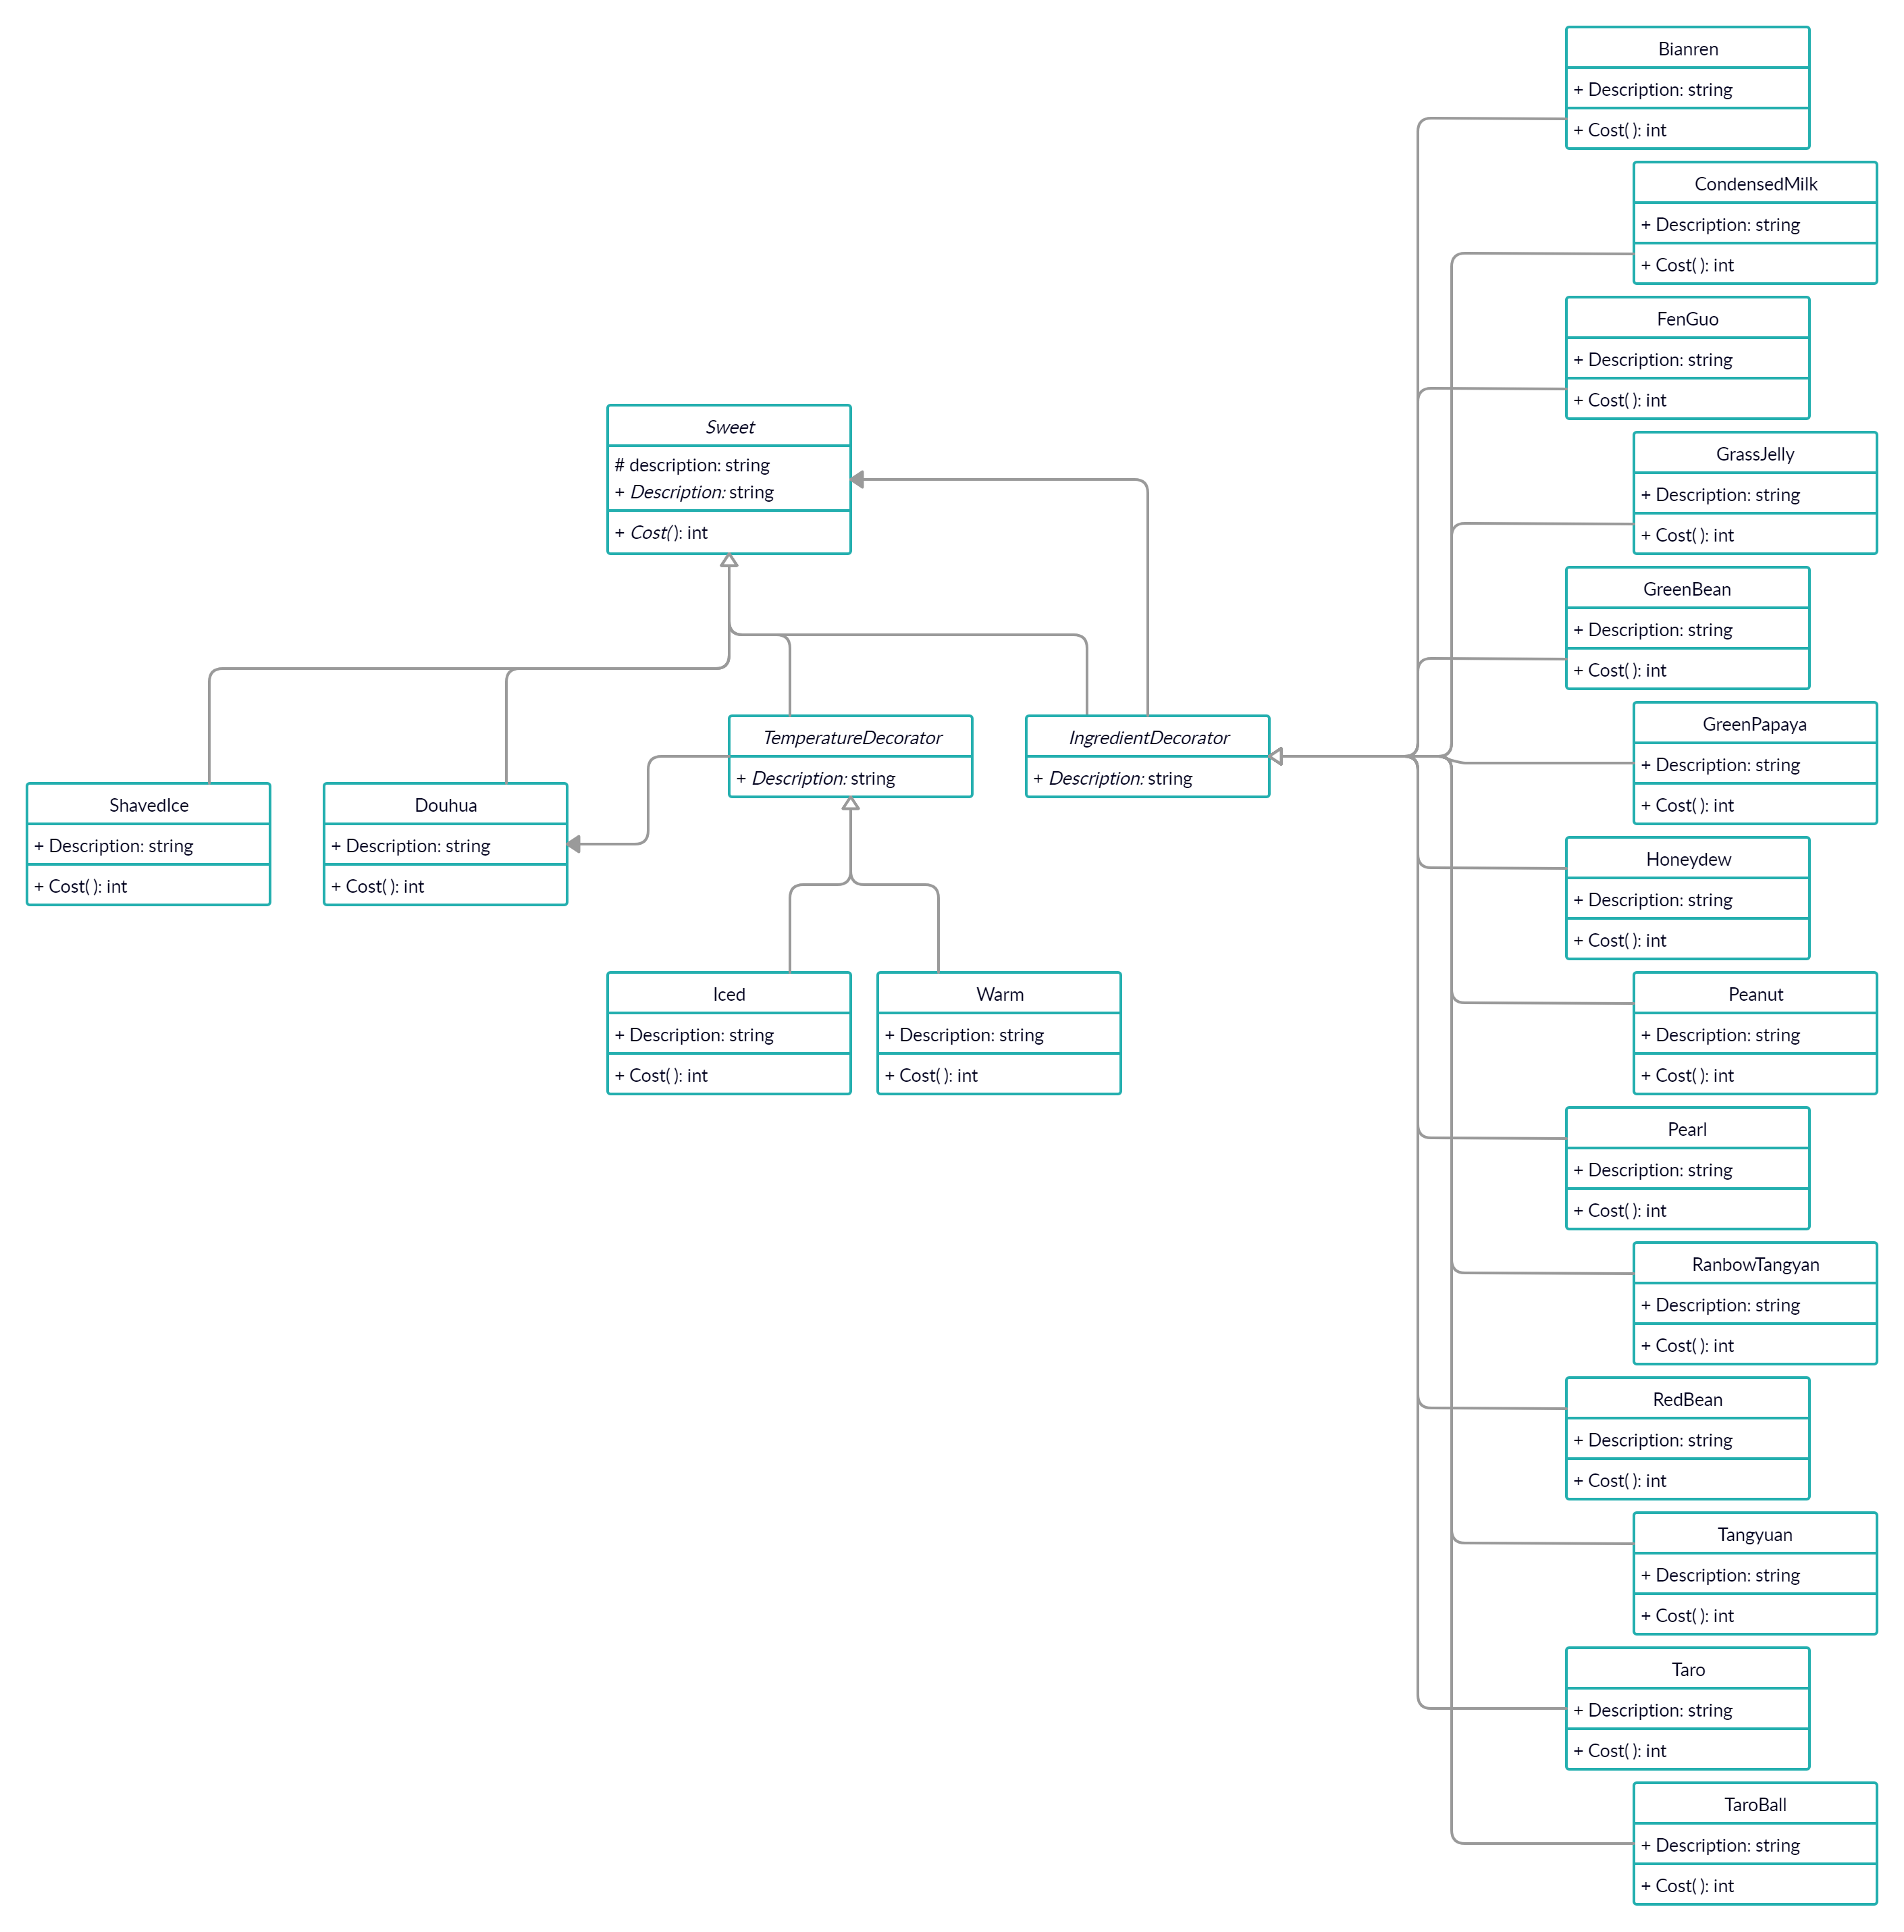 Bianren
+ Description: string
+ Cost( ): int
CondensedMilk
+ Description: string
+ Cost( ): int
FenGuo
+ Description: string
+ Cost( ): int
Sweet
# description: string
+ Description: string
+ Cost( ): int
GrassJelly
+ Description: string
+ Cost( ): int
GreenBean
+ Description: string
+ Cost( ): int
TemperatureDecorator
+ Description: string
IngredientDecorator
+ Description: string
GreenPapaya
+ Description: string
+ Cost( ): int
ShavedIce
+ Description: string
+ Cost( ): int
Douhua
+ Description: string
+ Cost( ): int
Honeydew
+ Description: string
+ Cost( ): int
Iced
+ Description: string
+ Cost( ): int
Warm
+ Description: string
+ Cost( ): int
Peanut
+ Description: string
+ Cost( ): int
Pearl
+ Description: string
+ Cost( ): int
RanbowTangyan
+ Description: string
+ Cost( ): int
RedBean
+ Description: string
+ Cost( ): int
Tangyuan
+ Description: string
+ Cost( ): int
Taro
+ Description: string
+ Cost( ): int
TaroBall
+ Description: string
+ Cost( ): int